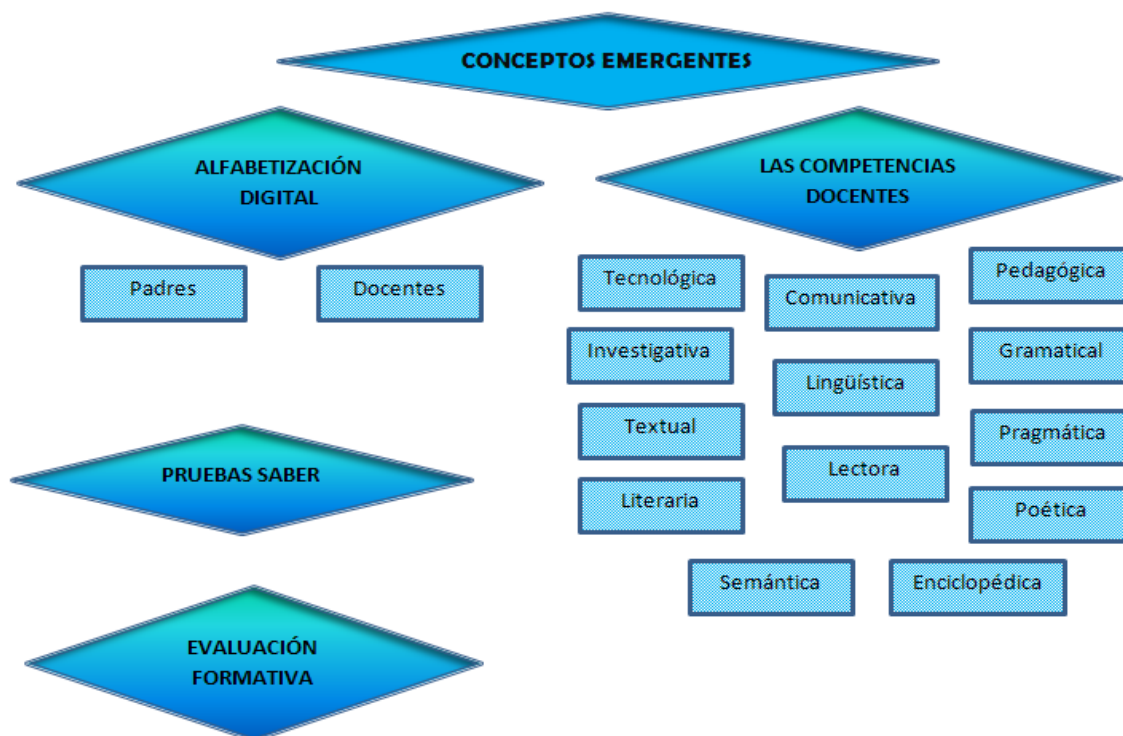 CONCEPTOS EMERGENTES
ALFABETIZACIÓN
DIGITAL
Padres
Docentes
LAS COMPETENCIAS
DOCENTES
Tecnológica
Comunicativa
Pedagógica
Investigativa
Lingüística
Gramatical
Textual
Lectora
Pragmática
Literaria
Poética
Semántica
Enciclopédica
PRUEBAS SABER
EVALUACIÓN
FORMATIVA